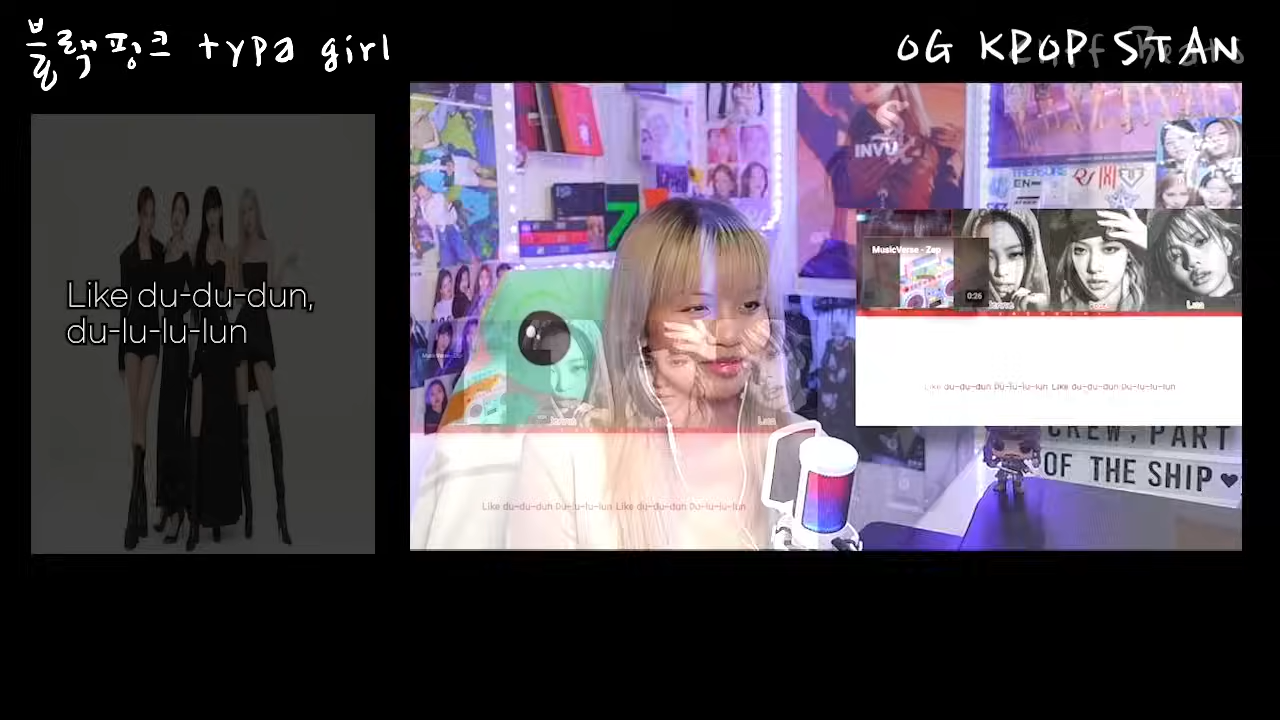 블랙핑크 typa girl
OG KPOP STAN
Like du-du-dun,
du-lu-lu-lun
INVU
TREASURE
MusicVerse - Zep
0:26
Lisa
Like du-du-dun Du-lu-lu-lun Like du-du-dun Du-lu-lu-lun
CREW, PART
OF THE SHIP
Lisa
Like du-du-dun Du-lu-lu-lun Like du-du-dun Du-lu-lu-lun